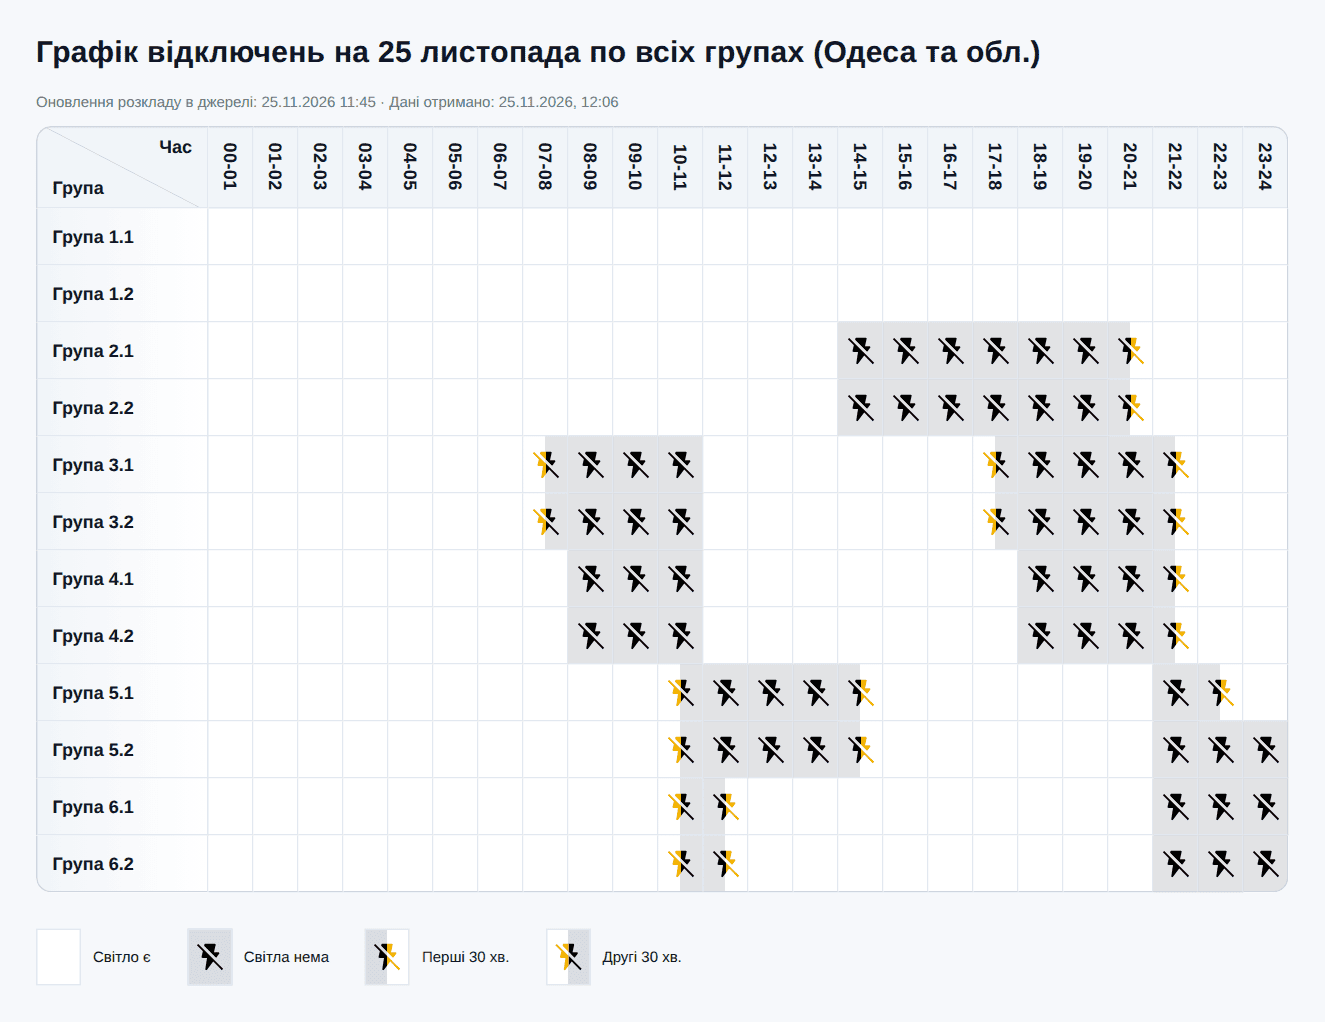 Графік відключень на 25 листопада по всіх групах (Одеса та обл.)
Оновлення розкладу в джерелі: 25.11.2026 11:45 · Дані отримано: 25.11.2026, 12:06
Час
Група
00-01 01-02 02-03 03-04 04-05 05-06 06-07 07-08 08-09 09-10 10-11 11-12 12-13 13-14 14-15 15-16 16-17 17-18 18-19 19-20 20-21 21-22 22-23 23-24
Група 1.1
Група 1.2
Група 2.1
Група 2.2
Група 3.1
Група 3.2
Група 4.1
Група 4.2
Група 5.1
Група 5.2
Група 6.1
Група 6.2
Світло є Світла нема Перші 30 хв. Другі 30 хв.